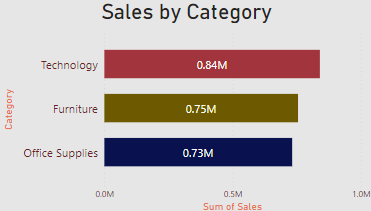 Sales by Category
Category
Technology
0.84M
Furniture
0.75M
Office Supplies
0.73M
0.0M
0.5M
1.0M
Sum of Sales